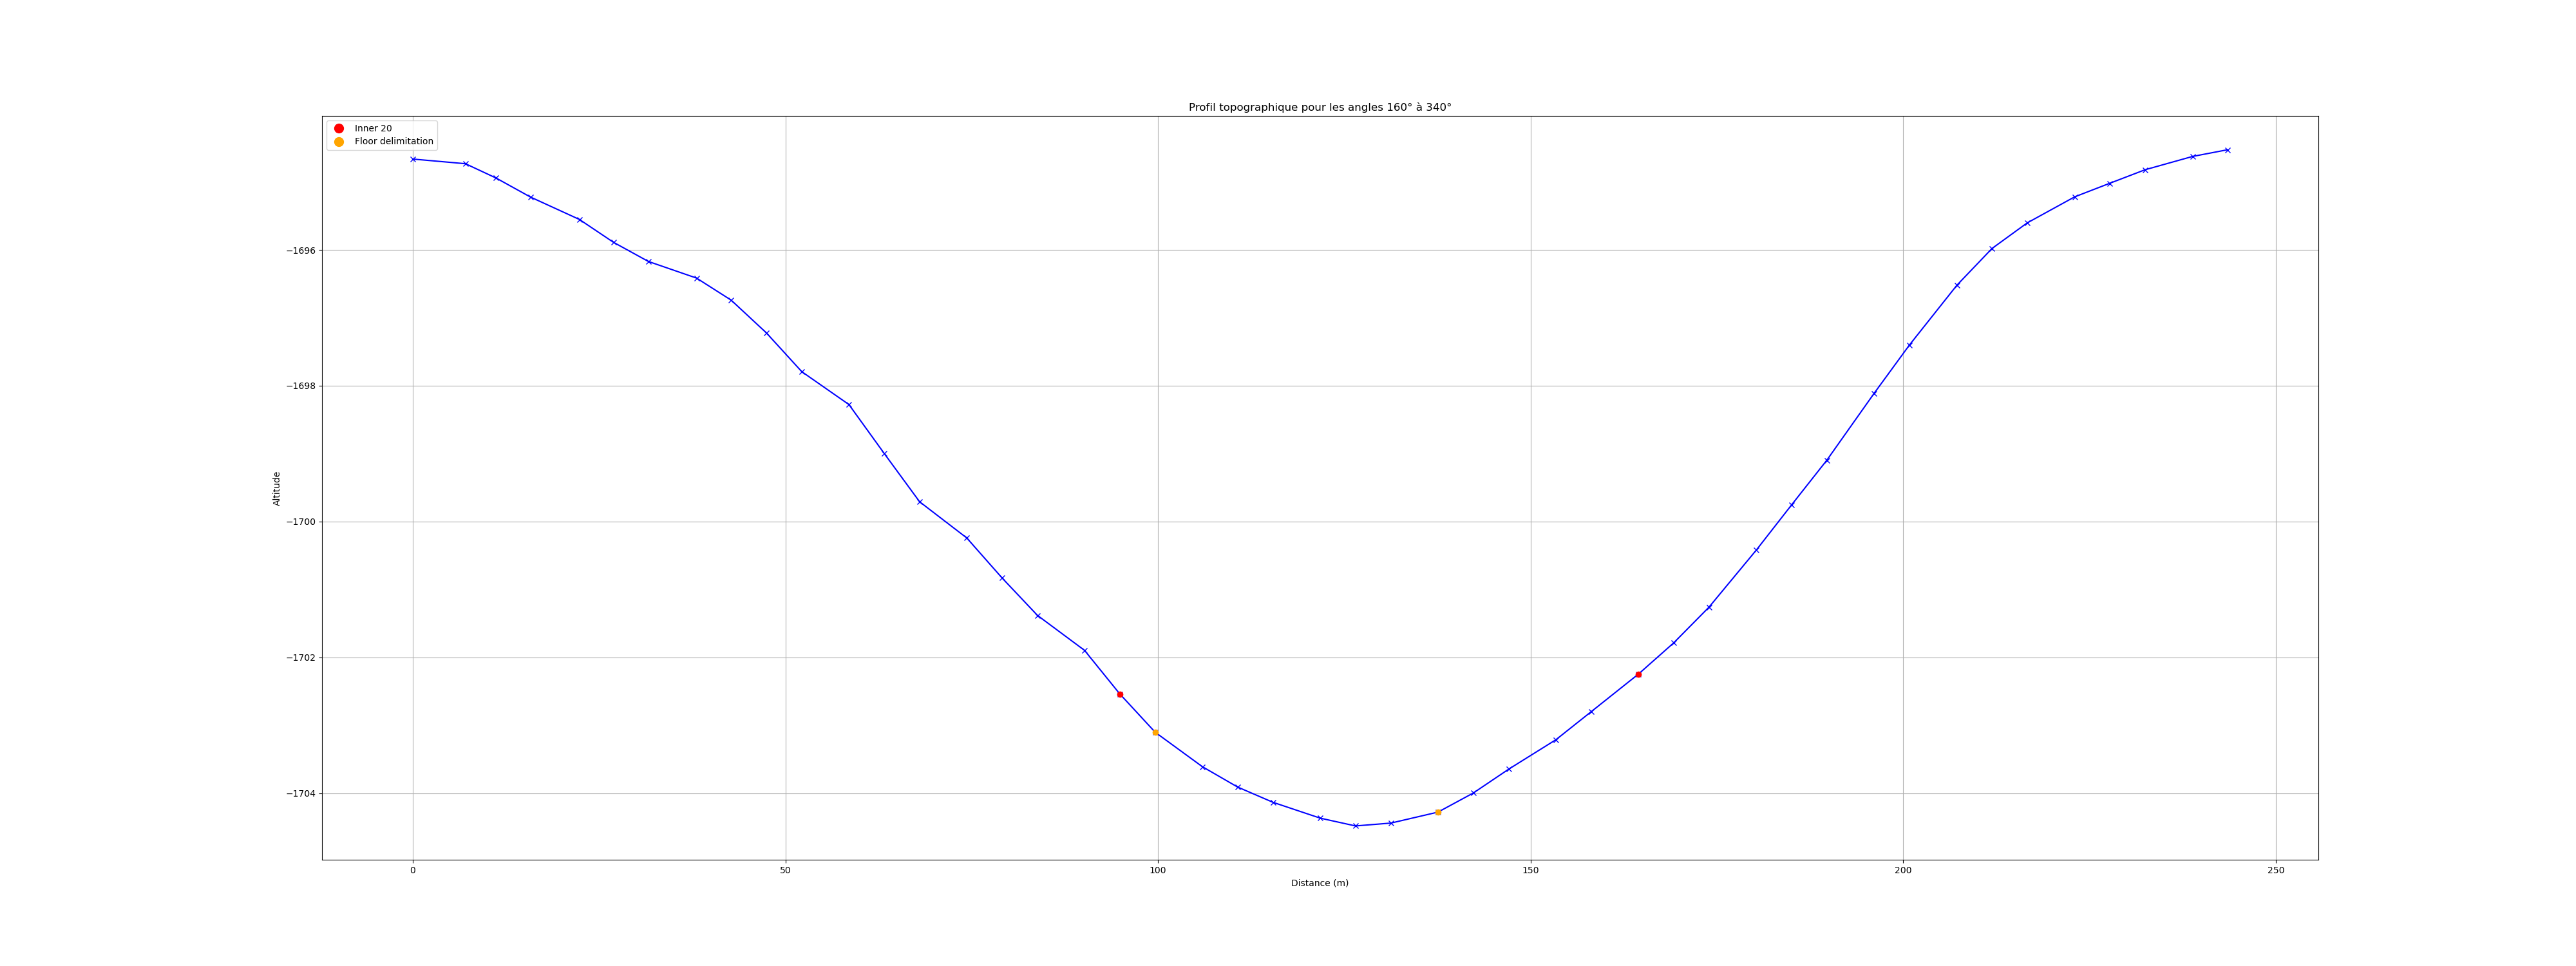 Profil topographique pour les angles 160° à 340°
Inner 20
Floor delimitation
Altitude
−1696
−1698
−1700
−1702
−1704
0 50 100 150 200 250
Distance (m)